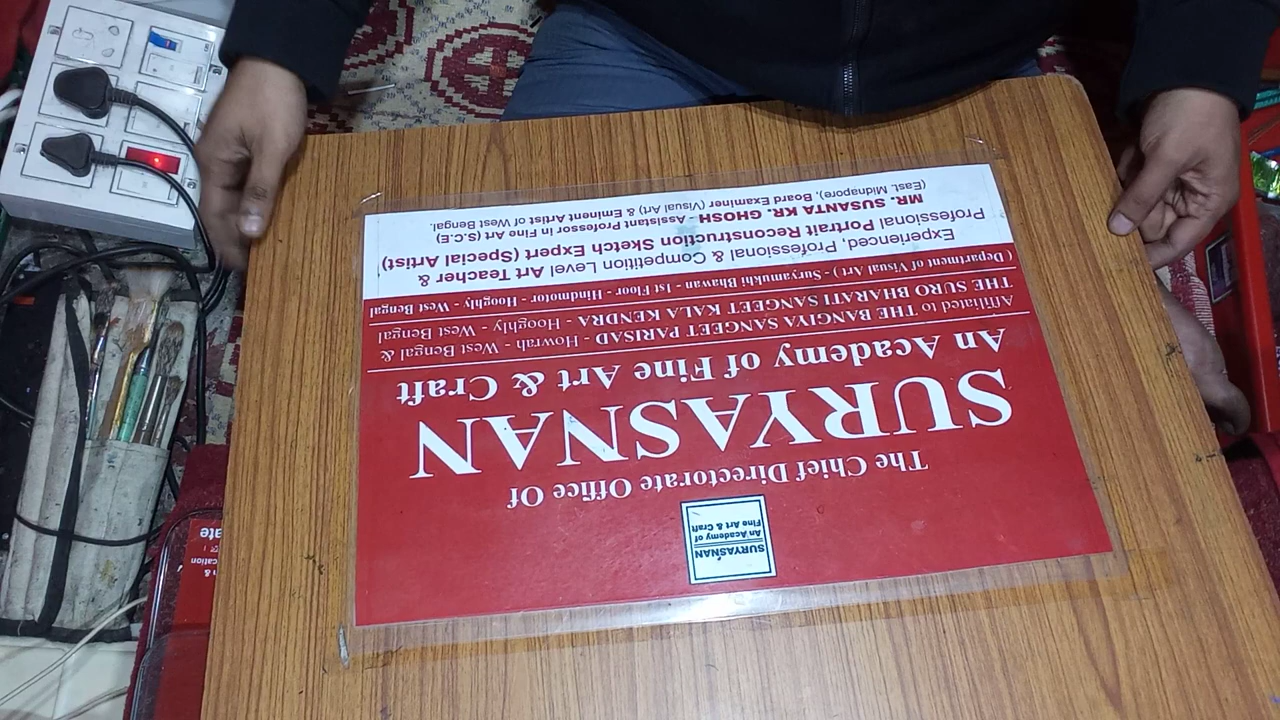 SURYASNAN
An Academy of
Fine Art & Craft
The Chief Directorate Office Of
SURYASNAN
An Academy of Fine Art & Craft
Affiliated to THE BANGIYA SANGEET PARISAD - Howrah - West Bengal &
THE SURO BHARATI SANGEET KALA KENDRA - Hooghly - West Bengal
( Department of Visual Art ) - Suryamukhi Bhawan - 1st Floor - Hindmotor - Hooghly - West Bengal
Experienced, Professional & Competition Level Art Teacher &
Professional Portrait Reconstruction Sketch Expert (Special Artist)
MR. SUSANTA KR. GHOSH - Assistant Professor in Fine Art (S.C.E)
(East. Midnapore), Board Examiner (Visual Art) & Eminent Artist of West Bengal.